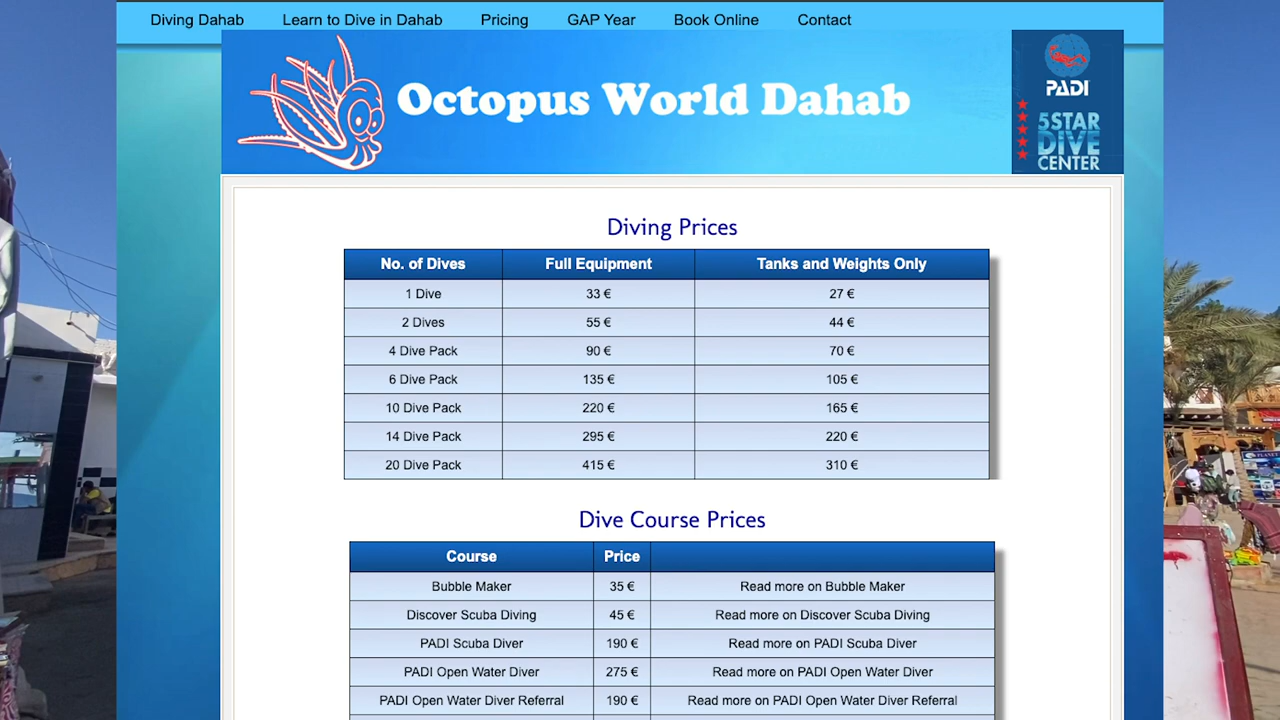 Diving Dahab Learn to Dive in Dahab Pricing GAP Year Book Online Contact
Octopus World Dahab
PADI
5 STAR
DIVE
CENTER
Diving Prices
No. of Dives Full Equipment Tanks and Weights Only
1 Dive 33 € 27 €
2 Dives 55 € 44 €
4 Dive Pack 90 € 70 €
6 Dive Pack 135 € 105 €
10 Dive Pack 220 € 165 €
14 Dive Pack 295 € 220 €
20 Dive Pack 415 € 310 €
Dive Course Prices
Course Price
Bubble Maker 35 € Read more on Bubble Maker
Discover Scuba Diving 45 € Read more on Discover Scuba Diving
PADI Scuba Diver 190 € Read more on PADI Scuba Diver
PADI Open Water Diver 275 € Read more on PADI Open Water Diver
PADI Open Water Diver Referral 190 € Read more on PADI Open Water Diver Referral